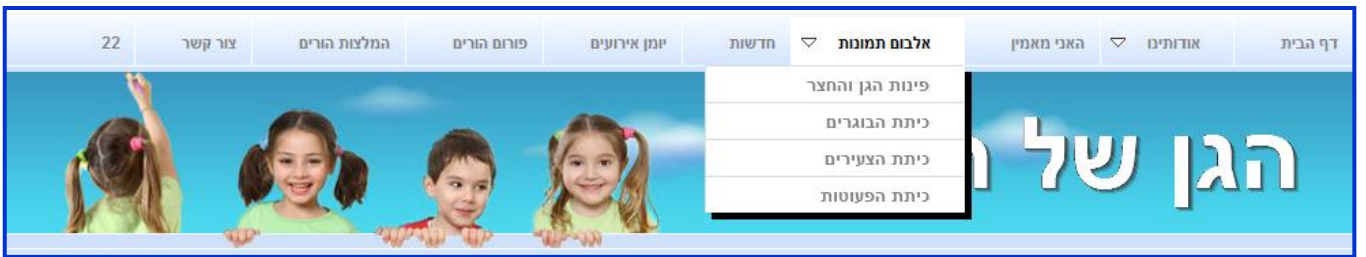 דף הבית
אודותינו
האני מאמין
אלבום תמונות
חדשות
יומן אירועים
פורום הורים
המלצות הורים
צור קשר
22
פינות הגן והחצר
כיתת הבוגרים
כיתת הצעירים
כיתת הפעוטות
הגן של